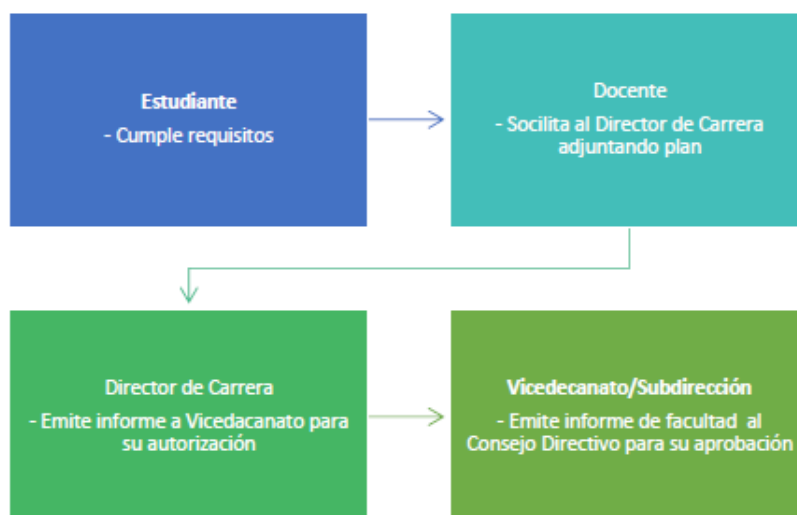 Estudiante
- Cumple requisitos
Docente
- Socilita al Director de Carrera
adjuntando plan
Director de Carrera
- Emite informe a Vicedacanato para
su autorización
Vicedecanato/Subdirección
- Emite informe de facultad al
Consejo Directivo para su aprobación